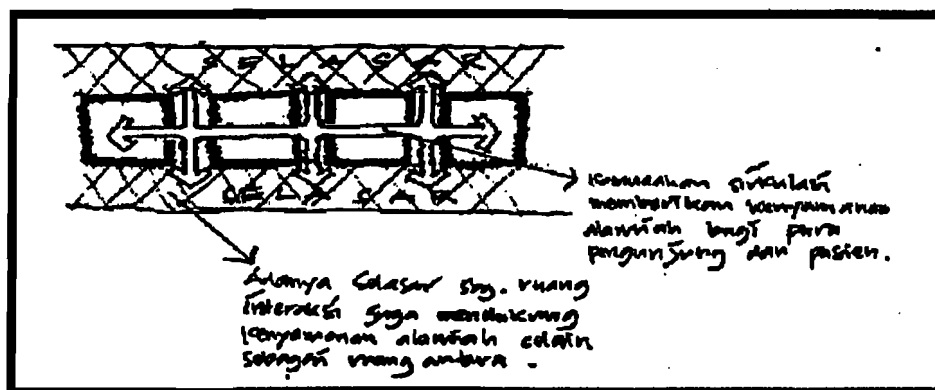 SELASAR
SELASAR
Kemudahan sirkulasi
memberikan kenyamanan
alamiah bagi para
pengunjung dan pasien.
Adanya Selasar sbg. ruang
interaksi juga mendukung
kenyamanan alamiah selain
sebagai ruang antara.